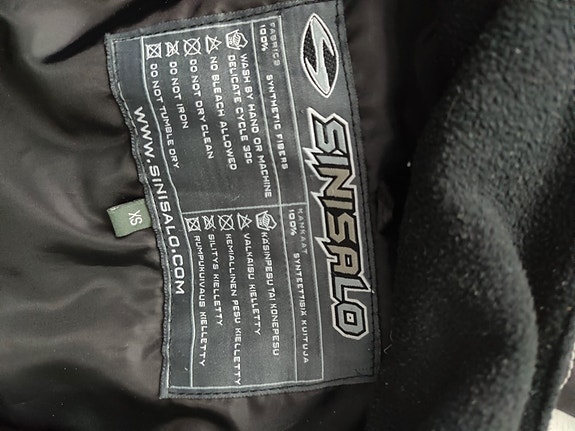 SINISALO
FABRICS
100% SYNTHETIC FIBERS
WASH BY HAND OR MACHINE
DELICATE CYCLE 30C
NO BLEACH ALLOWED
DO NOT DRY CLEAN
DO NOT IRON
DO NOT TUMBLE DRY
KANKAAT
100% SYNTEETTISIÄ KUITUJA
KÄSINPESU TAI KONEPESU
VALKAISU KIELLETTY
KEMIALLINEN PESU KIELLETTY
SILITYS KIELLETTY
RUMPUKUIVAUS KIELLETTY
WWW.SINISALO.COM
XS